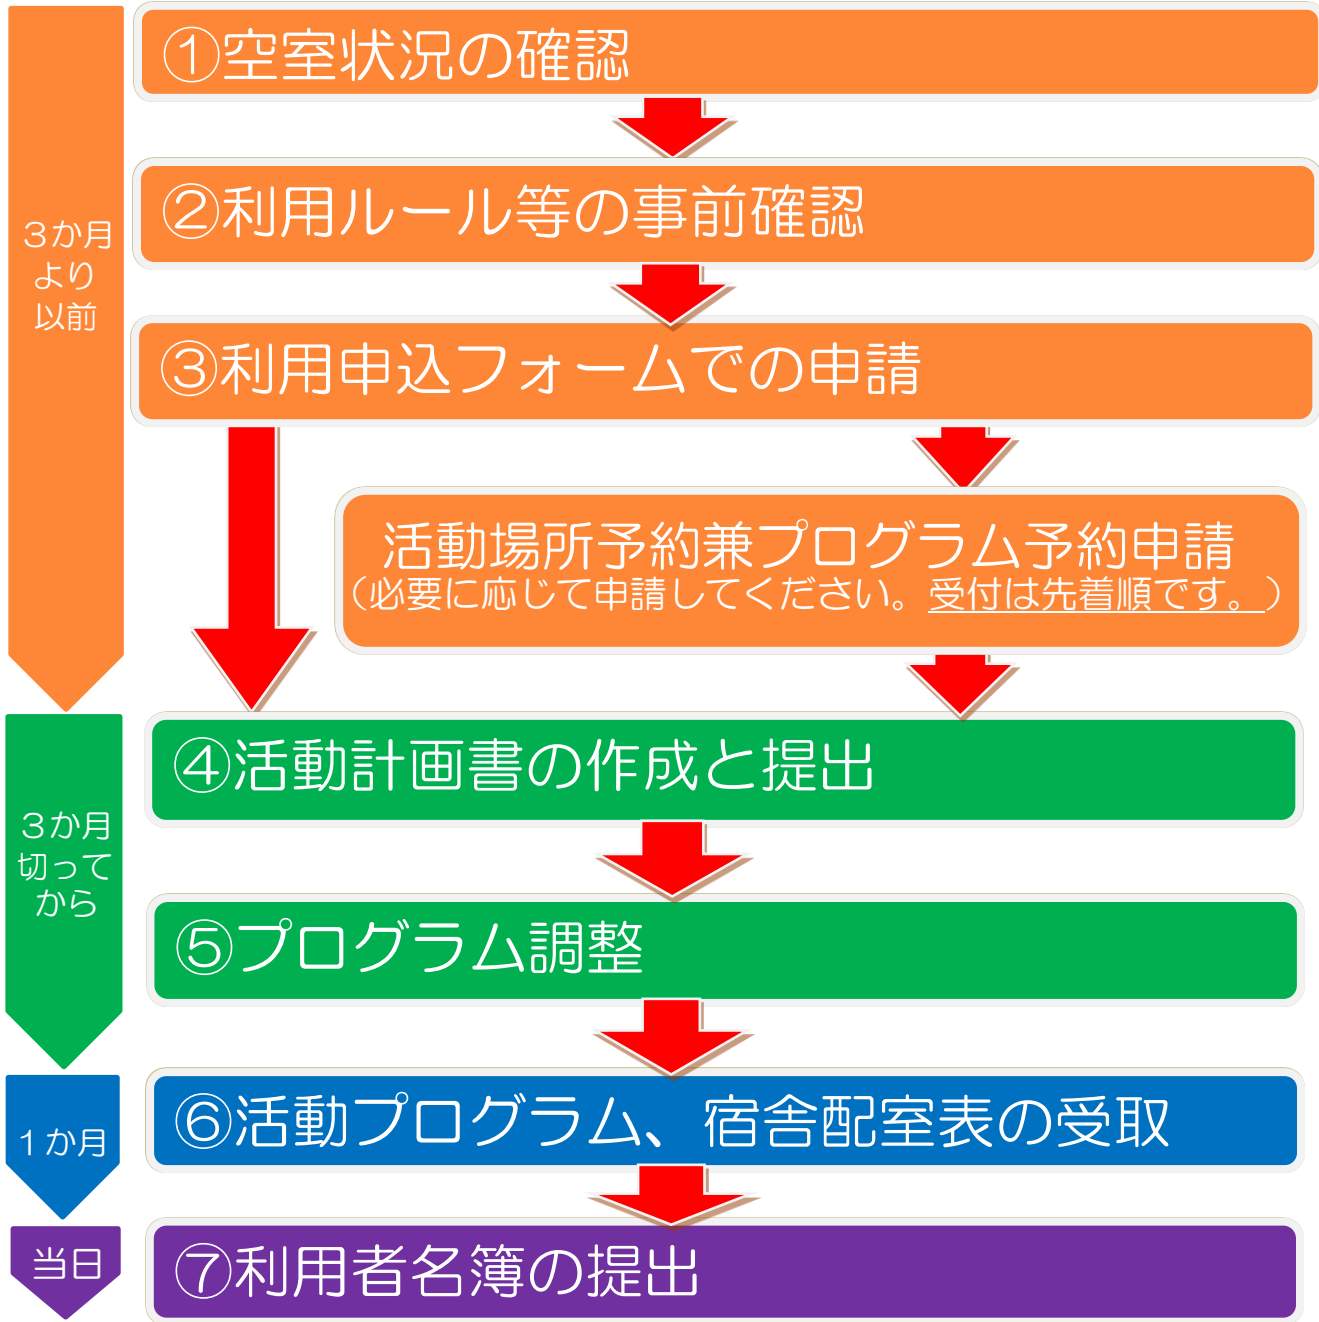 ①空室状況の確認
②利用ルール等の事前確認
3か月
より
以前
③利用申込フォームでの申請
活動場所予約兼プログラム予約申請
（必要に応じて申請してください。受付は先着順です。）
④活動計画書の作成と提出
3か月
切って
から
⑤プログラム調整
⑥活動プログラム、宿舎配室表の受取
1か月
⑦利用者名簿の提出
当日